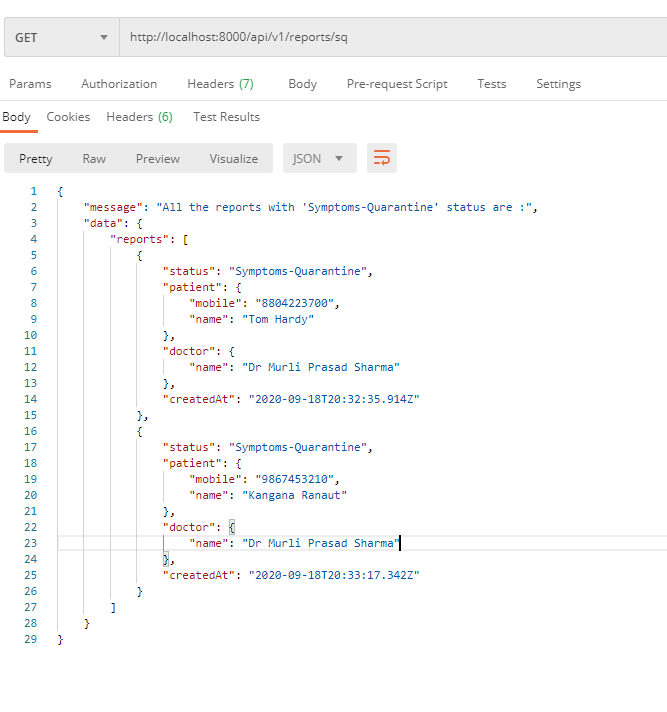 GET http://localhost:8000/api/v1/reports/sq
Params Authorization Headers (7) Body Pre-request Script Tests Settings
Body Cookies Headers (6) Test Results
Pretty Raw Preview Visualize JSON
1 {
2 "message": "All the reports with 'Symptoms-Quarantine' status are :",
3 "data": {
4 "reports": [
5 {
6 "status": "Symptoms-Quarantine",
7 "patient": {
8 "mobile": "8804223700",
9 "name": "Tom Hardy"
10 },
11 "doctor": {
12 "name": "Dr Murli Prasad Sharma"
13 },
14 "createdAt": "2020-09-18T20:32:35.914Z"
15 },
16 {
17 "status": "Symptoms-Quarantine",
18 "patient": {
19 "mobile": "9867453210",
20 "name": "Kangana Ranaut"
21 },
22 "doctor": {
23 "name": "Dr Murli Prasad Sharma"
24 },
25 "createdAt": "2020-09-18T20:33:17.342Z"
26 }
27 ]
28 }
29 }